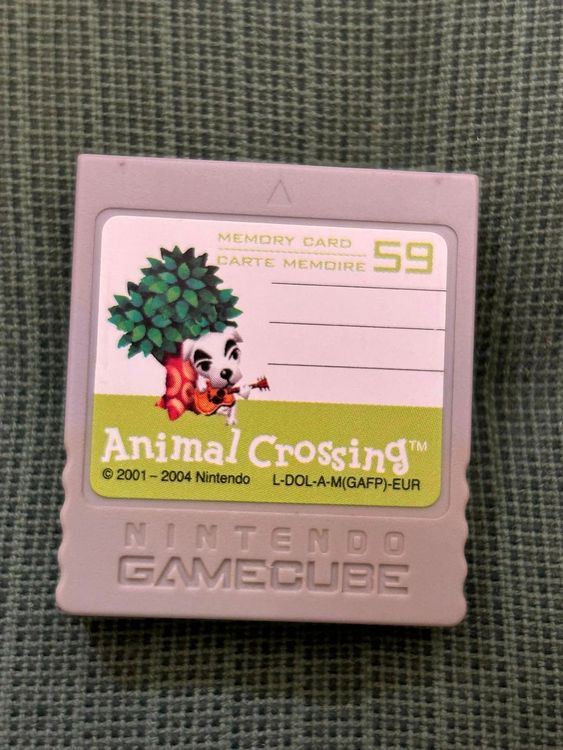 MEMORY CARD
CARTE MEMOIRE 59
Animal Crossing™
© 2001 – 2004 Nintendo L-DOL-A-M(GAFP)-EUR
NINTENDO
GAMECUBE